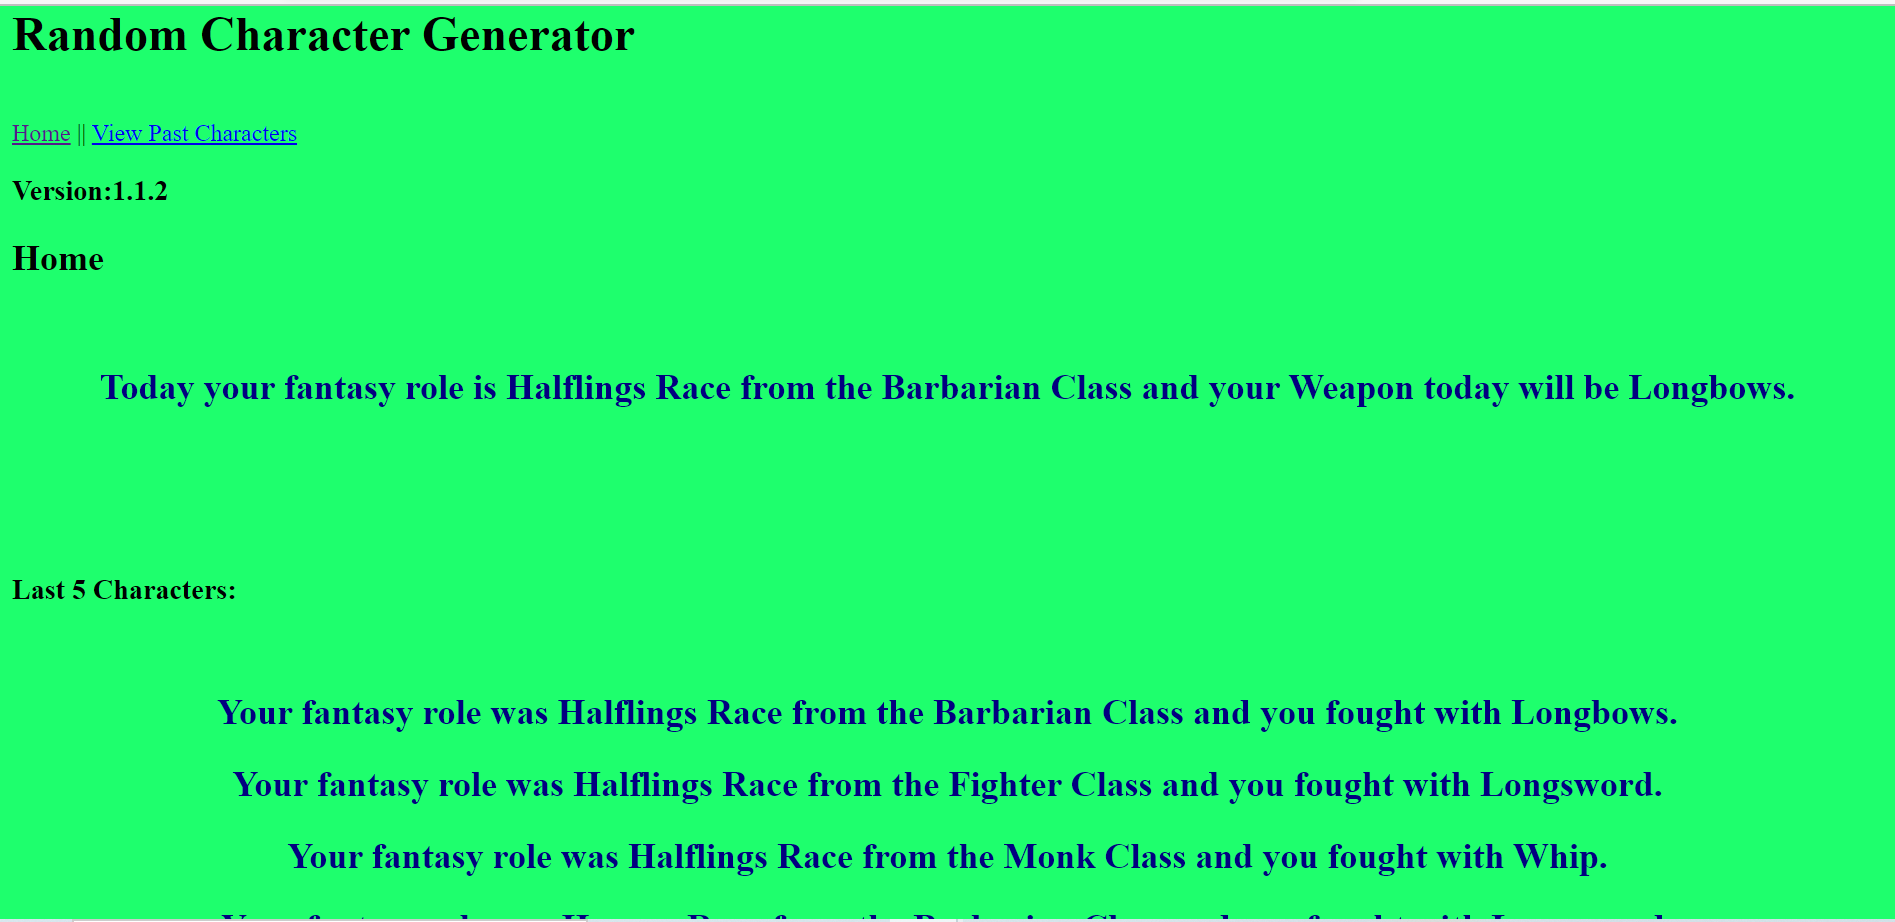 Random Character Generator
Home || View Past Characters
Version:1.1.2
Home
Today your fantasy role is Halflings Race from the Barbarian Class and your Weapon today will be Longbows.
Last 5 Characters:
Your fantasy role was Halflings Race from the Barbarian Class and you fought with Longbows.
Your fantasy role was Halflings Race from the Fighter Class and you fought with Longsword.
Your fantasy role was Halflings Race from the Monk Class and you fought with Whip.